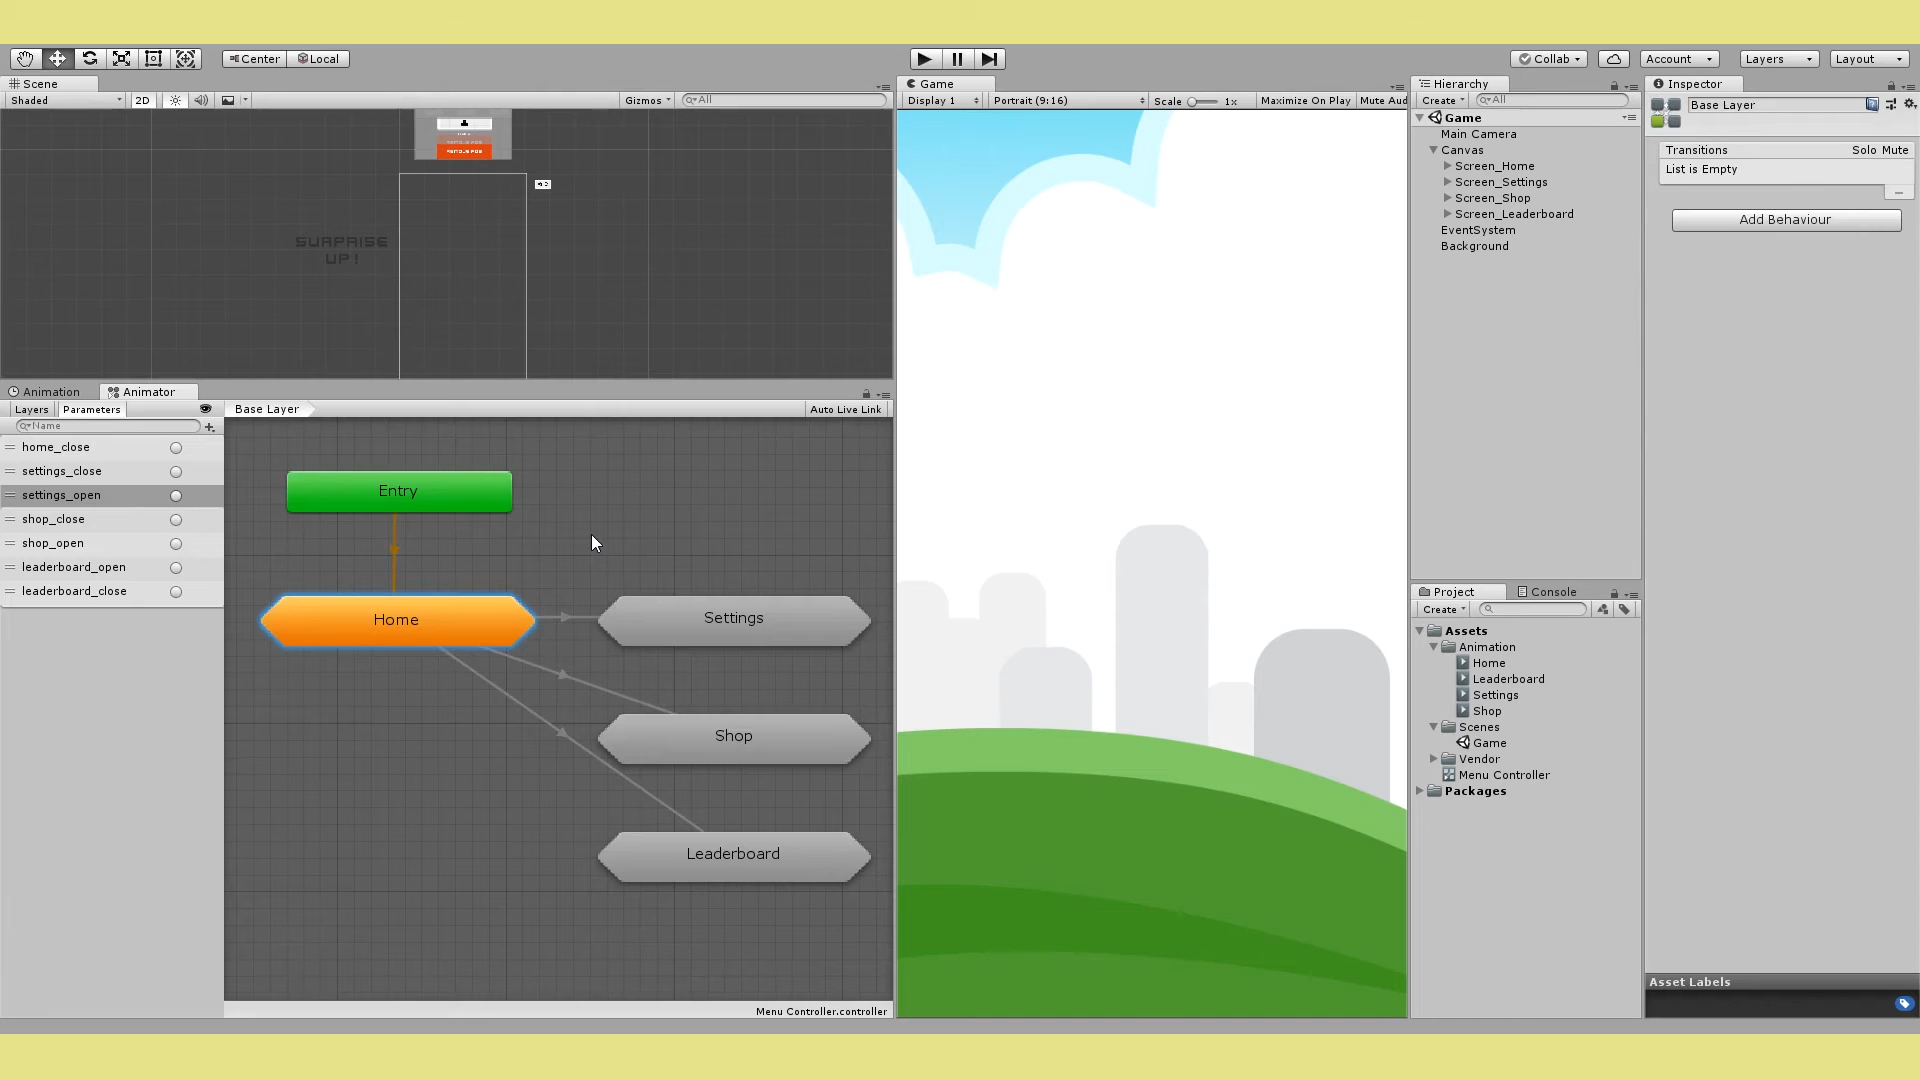 Center
Local
Collab
Account
Layers
Layout
Scene
Shaded
2D
Gizmos
All
SURPRISE
UP!
Game
Display 1
Portrait (9:16)
Scale
1x
Maximize On Play
Mute Aud
Hierarchy
Create
All
Game
Main Camera
Canvas
Screen_Home
Screen_Settings
Screen_Shop
Screen_Leaderboard
EventSystem
Background
Inspector
Base Layer
Transitions
Solo Mute
List is Empty
Add Behaviour
Animation
Animator
Layers
Parameters
Base Layer
Auto Live Link
Name
home_close
settings_close
settings_open
shop_close
shop_open
leaderboard_open
leaderboard_close
Entry
Home
Settings
Shop
Leaderboard
Menu Controller.controller
Project
Console
Create
Assets
Animation
Home
Leaderboard
Settings
Shop
Scenes
Game
Vendor
Menu Controller
Packages
Asset Labels